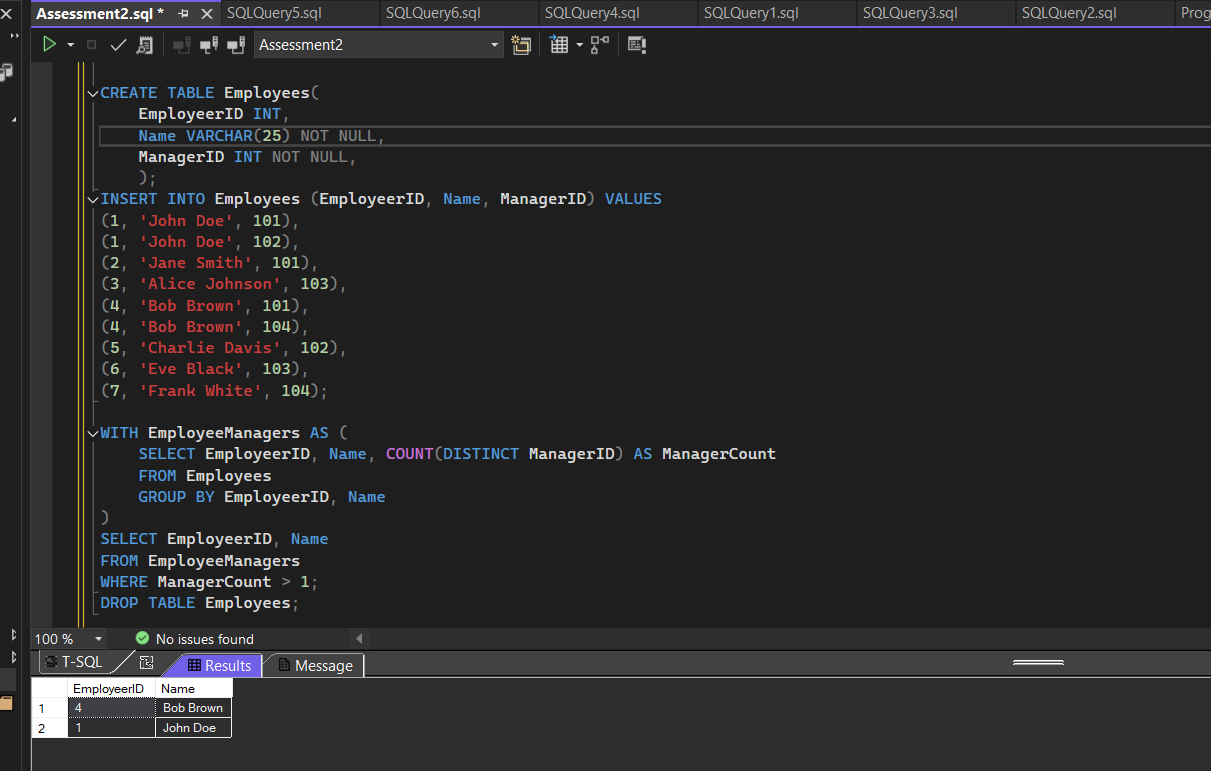 Assessment2.sql *
SQLQuery5.sql
SQLQuery6.sql
SQLQuery4.sql
SQLQuery1.sql
SQLQuery3.sql
SQLQuery2.sql
Prog
Assessment2
CREATE TABLE Employees(
EmployeerID INT,
Name VARCHAR(25) NOT NULL,
ManagerID INT NOT NULL,
);
INSERT INTO Employees (EmployeerID, Name, ManagerID) VALUES
(1, 'John Doe', 101),
(1, 'John Doe', 102),
(2, 'Jane Smith', 101),
(3, 'Alice Johnson', 103),
(4, 'Bob Brown', 101),
(4, 'Bob Brown', 104),
(5, 'Charlie Davis', 102),
(6, 'Eve Black', 103),
(7, 'Frank White', 104);
WITH EmployeeManagers AS (
SELECT EmployeerID, Name, COUNT(DISTINCT ManagerID) AS ManagerCount
FROM Employees
GROUP BY EmployeerID, Name
)
SELECT EmployeerID, Name
FROM EmployeeManagers
WHERE ManagerCount > 1;
DROP TABLE Employees;
100 %
No issues found
T-SQL
Results
Message
EmployeerID Name
1 4 Bob Brown
2 1 John Doe